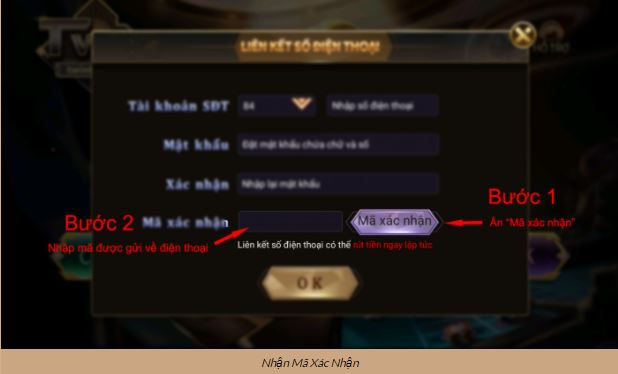 LIÊN KẾT SỐ ĐIỆN THOẠI
HỖ TRỢ
Tài khoản SĐT 84 Nhập số điện thoại
Mật khẩu Đặt mật khẩu chứa chữ và số
Xác nhận Nhập lại mật khẩu
Bước 1
Ấn "Mã xác nhận"
Bước 2
Nhập mã được gửi về điện thoại
Mã xác nhận Mã xác nhận
Liên kết số điện thoại có thể rút tiền ngay lập tức
OK
Nhận Mã Xác Nhận